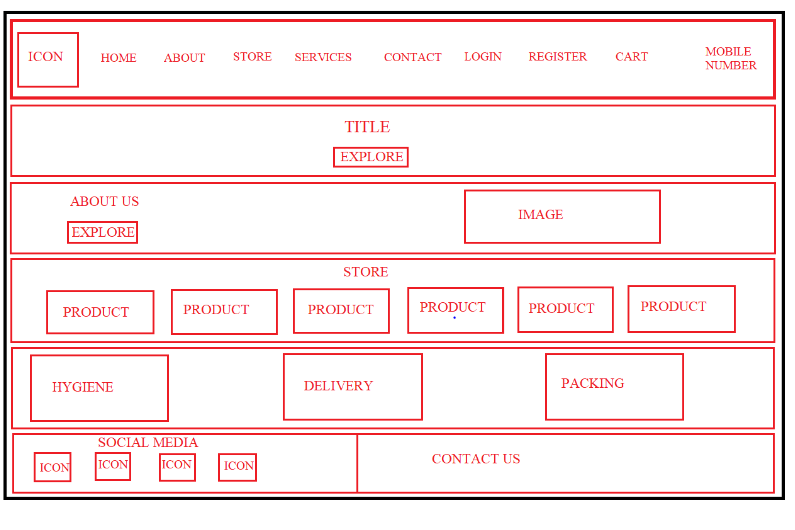 ICON HOME ABOUT STORE SERVICES CONTACT LOGIN REGISTER CART MOBILE
NUMBER
TITLE
EXPLORE
ABOUT US IMAGE
EXPLORE
STORE
PRODUCT PRODUCT PRODUCT PRODUCT PRODUCT PRODUCT
HYGIENE DELIVERY PACKING
SOCIAL MEDIA
CONTACT US
ICON ICON ICON ICON